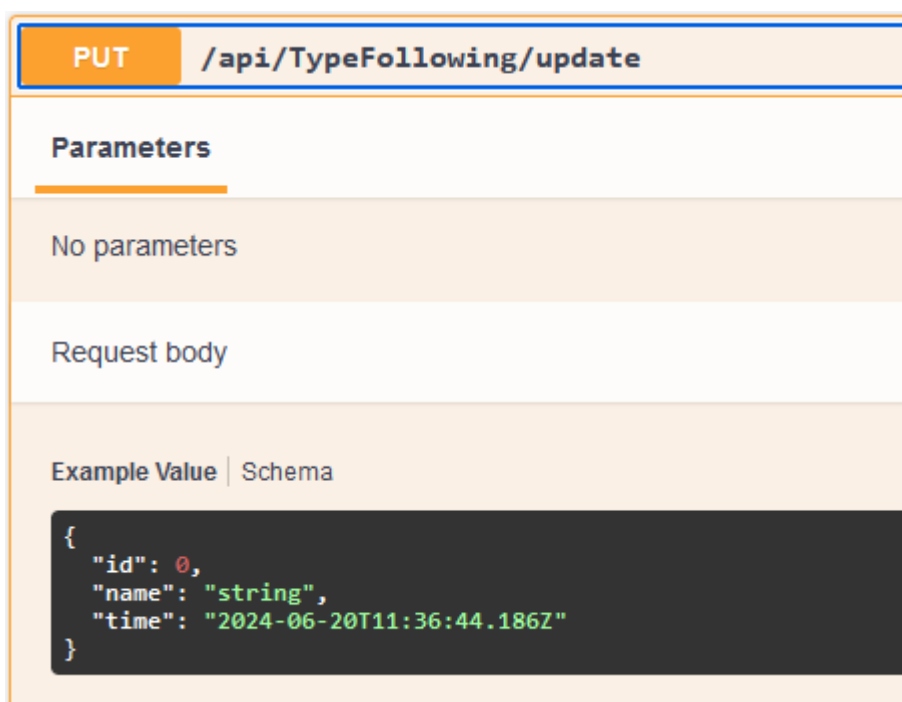 PUT /api/TypeFollowing/update
Parameters
No parameters
Request body
Example Value | Schema
{
  "id": 0,
  "name": "string",
  "time": "2024-06-20T11:36:44.186Z"
}